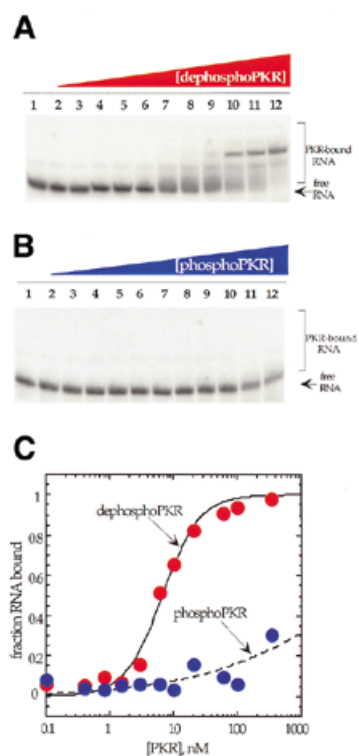 A
[dephosphoPKR]
1 2 3 4 5 6 7 8 9 10 11 12
PKR-bound
RNA
free
RNA
B
[phosphoPKR]
1 2 3 4 5 6 7 8 9 10 11 12
PKR-bound
RNA
free
RNA
C
fraction RNA bound
1
0.8
0.6
0.4
0.2
0
dephosphoPKR
phosphoPKR
0.1 1 10 100 1000
[PKR], nM